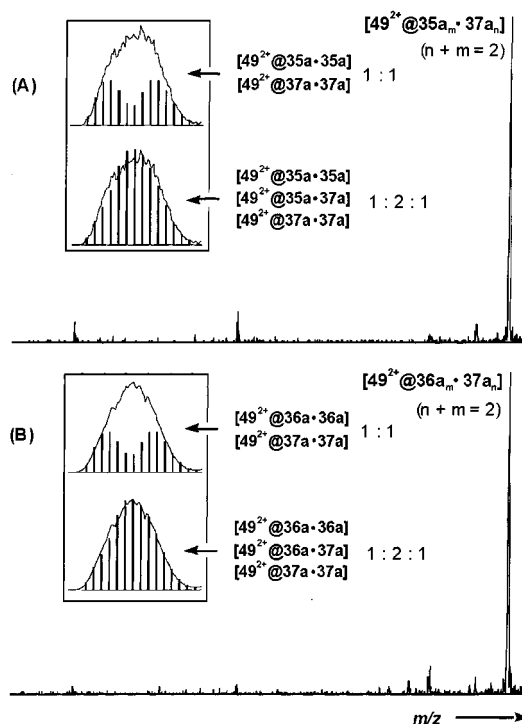 [49²⁺@35aₘ•37aₙ]
(n + m = 2)
(A)
[49²⁺@35a•35a]
[49²⁺@37a•37a]
1 : 1
[49²⁺@35a•35a]
[49²⁺@35a•37a]
[49²⁺@37a•37a]
1 : 2 : 1
[49²⁺@36aₘ•37aₙ]
(n + m = 2)
(B)
[49²⁺@36a•36a]
[49²⁺@37a•37a]
1 : 1
[49²⁺@36a•36a]
[49²⁺@36a•37a]
[49²⁺@37a•37a]
1 : 2 : 1
m/z